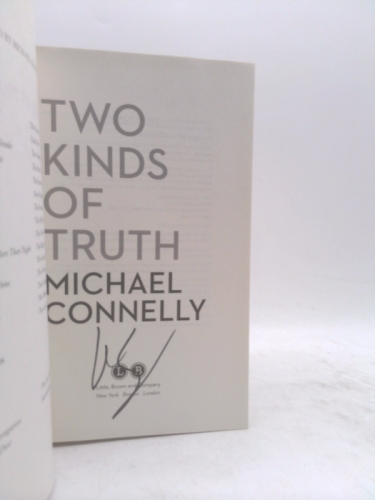 TWO
KINDS
OF
TRUTH
MICHAEL
CONNELLY
L B
Little, Brown and Company
New York Boston London